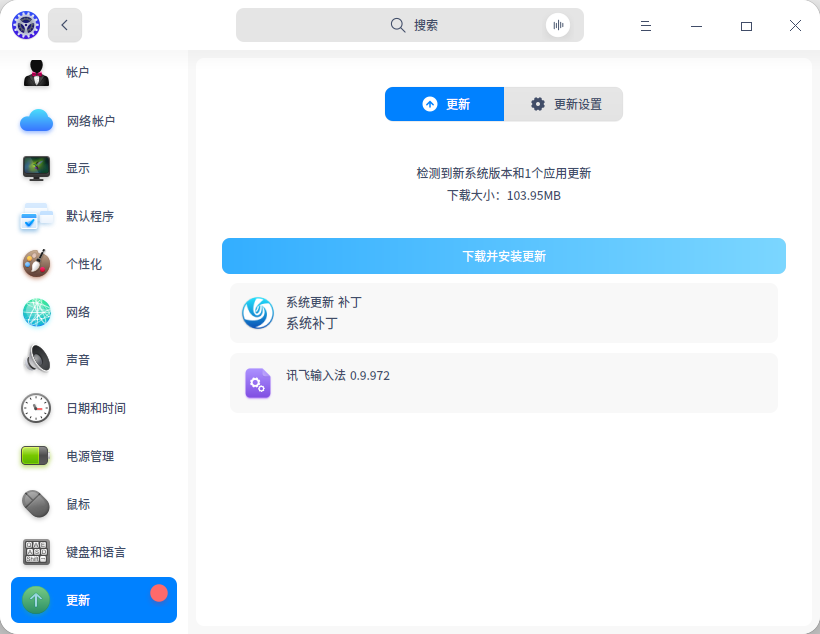 搜索
帐户
网络帐户
显示
默认程序
个性化
网络
声音
日期和时间
电源管理
鼠标
键盘和语言
更新
更新
更新设置
检测到新系统版本和1个应用更新
下载大小：103.95MB
下载并安装更新
系统更新 补丁
系统补丁
讯飞输入法 0.9.972